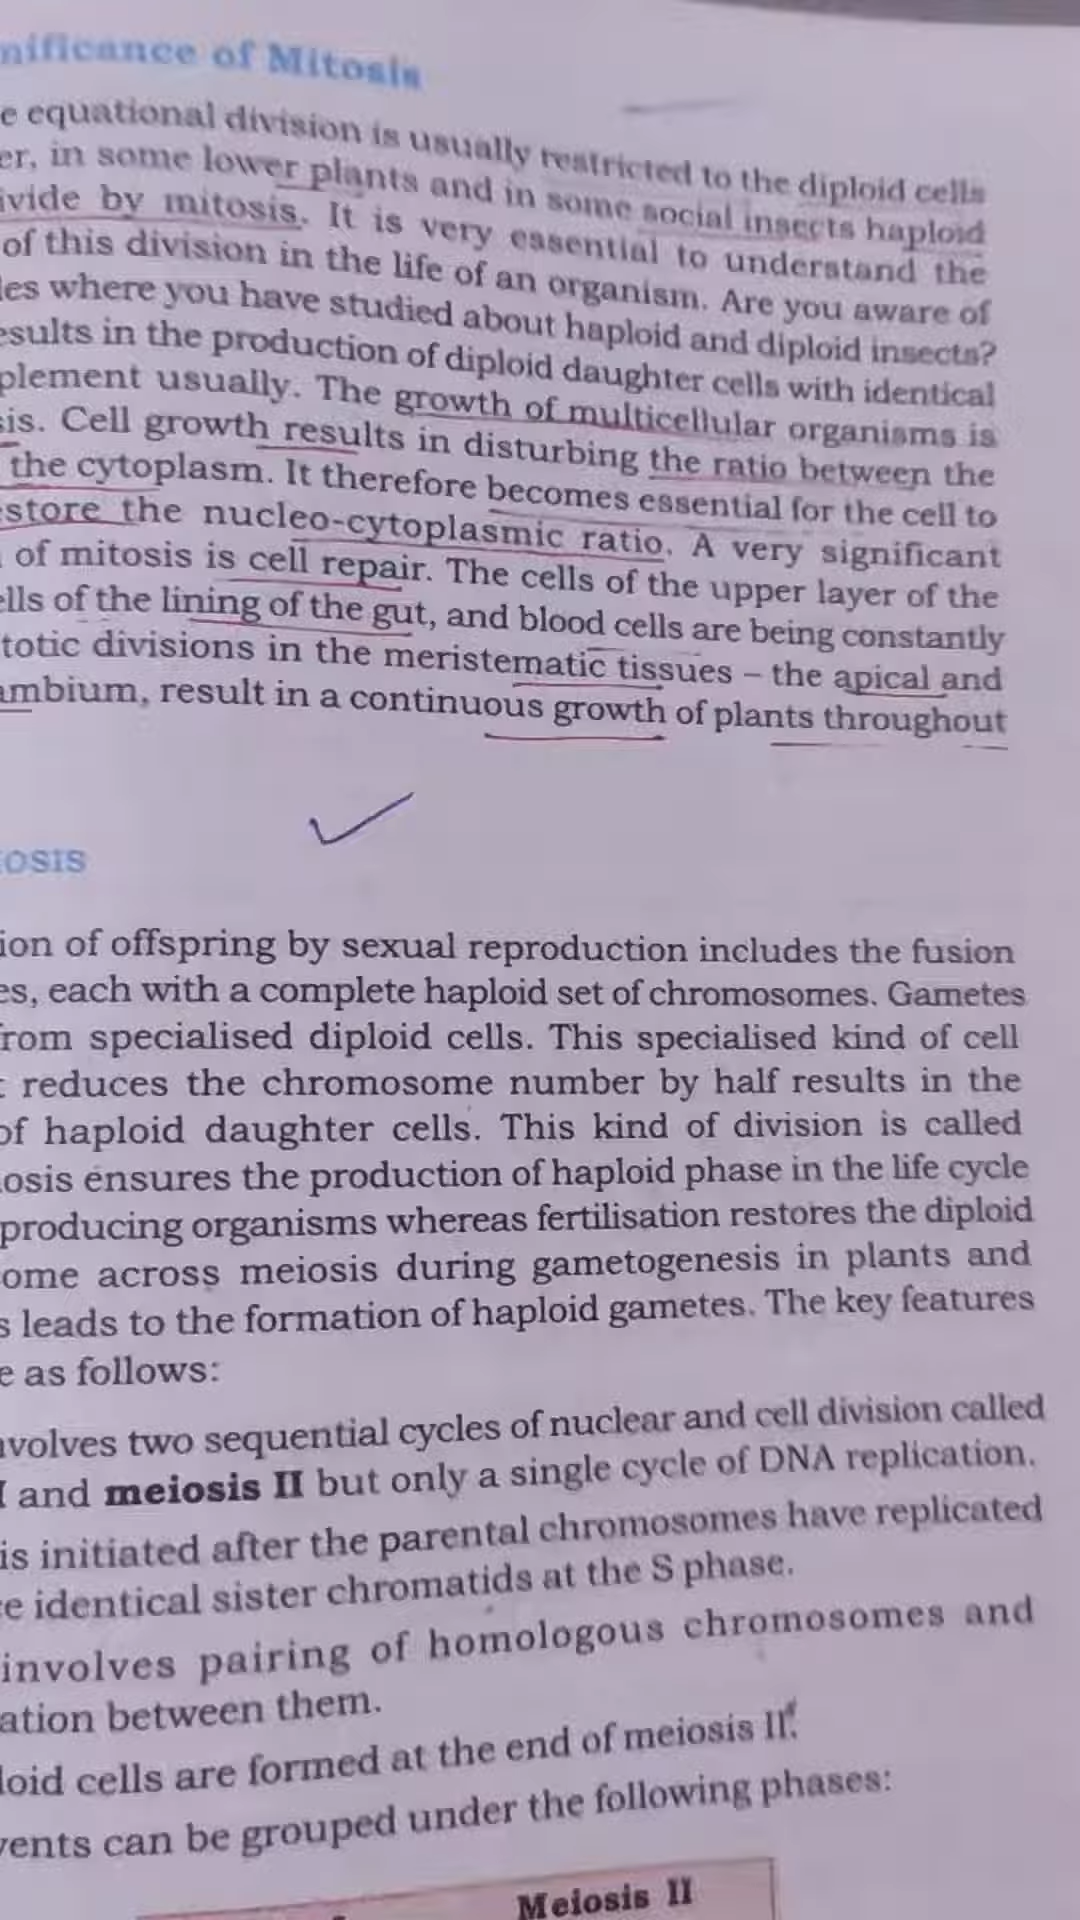 nificance of Mitosis
e equational division is usually restricted to the diploid cells
er, in some lower plants and in some social insects haploid
ivide by mitosis. It is very essential to understand the
of this division in the life of an organism. Are you aware of
les where you have studied about haploid and diploid insects?
esults in the production of diploid daughter cells with identical
plement usually. The growth of multicellular organisms is
sis. Cell growth results in disturbing the ratio between the
the cytoplasm. It therefore becomes essential for the cell to
estore the nucleo-cytoplasmic ratio. A very significant
of mitosis is cell repair. The cells of the upper layer of the
ells of the lining of the gut, and blood cells are being constantly
totic divisions in the meristematic tissues – the apical and
ambium, result in a continuous growth of plants throughout
OSIS
ion of offspring by sexual reproduction includes the fusion
es, each with a complete haploid set of chromosomes. Gametes
rom specialised diploid cells. This specialised kind of cell
t reduces the chromosome number by half results in the
of haploid daughter cells. This kind of division is called
iosis ensures the production of haploid phase in the life cycle
producing organisms whereas fertilisation restores the diploid
ome across meiosis during gametogenesis in plants and
s leads to the formation of haploid gametes. The key features
e as follows:
nvolves two sequential cycles of nuclear and cell division called
I and meiosis II but only a single cycle of DNA replication.
is initiated after the parental chromosomes have replicated
ce identical sister chromatids at the S phase.
involves pairing of homologous chromosomes and
ation between them.
loid cells are formed at the end of meiosis II.
vents can be grouped under the following phases:
Meiosis II